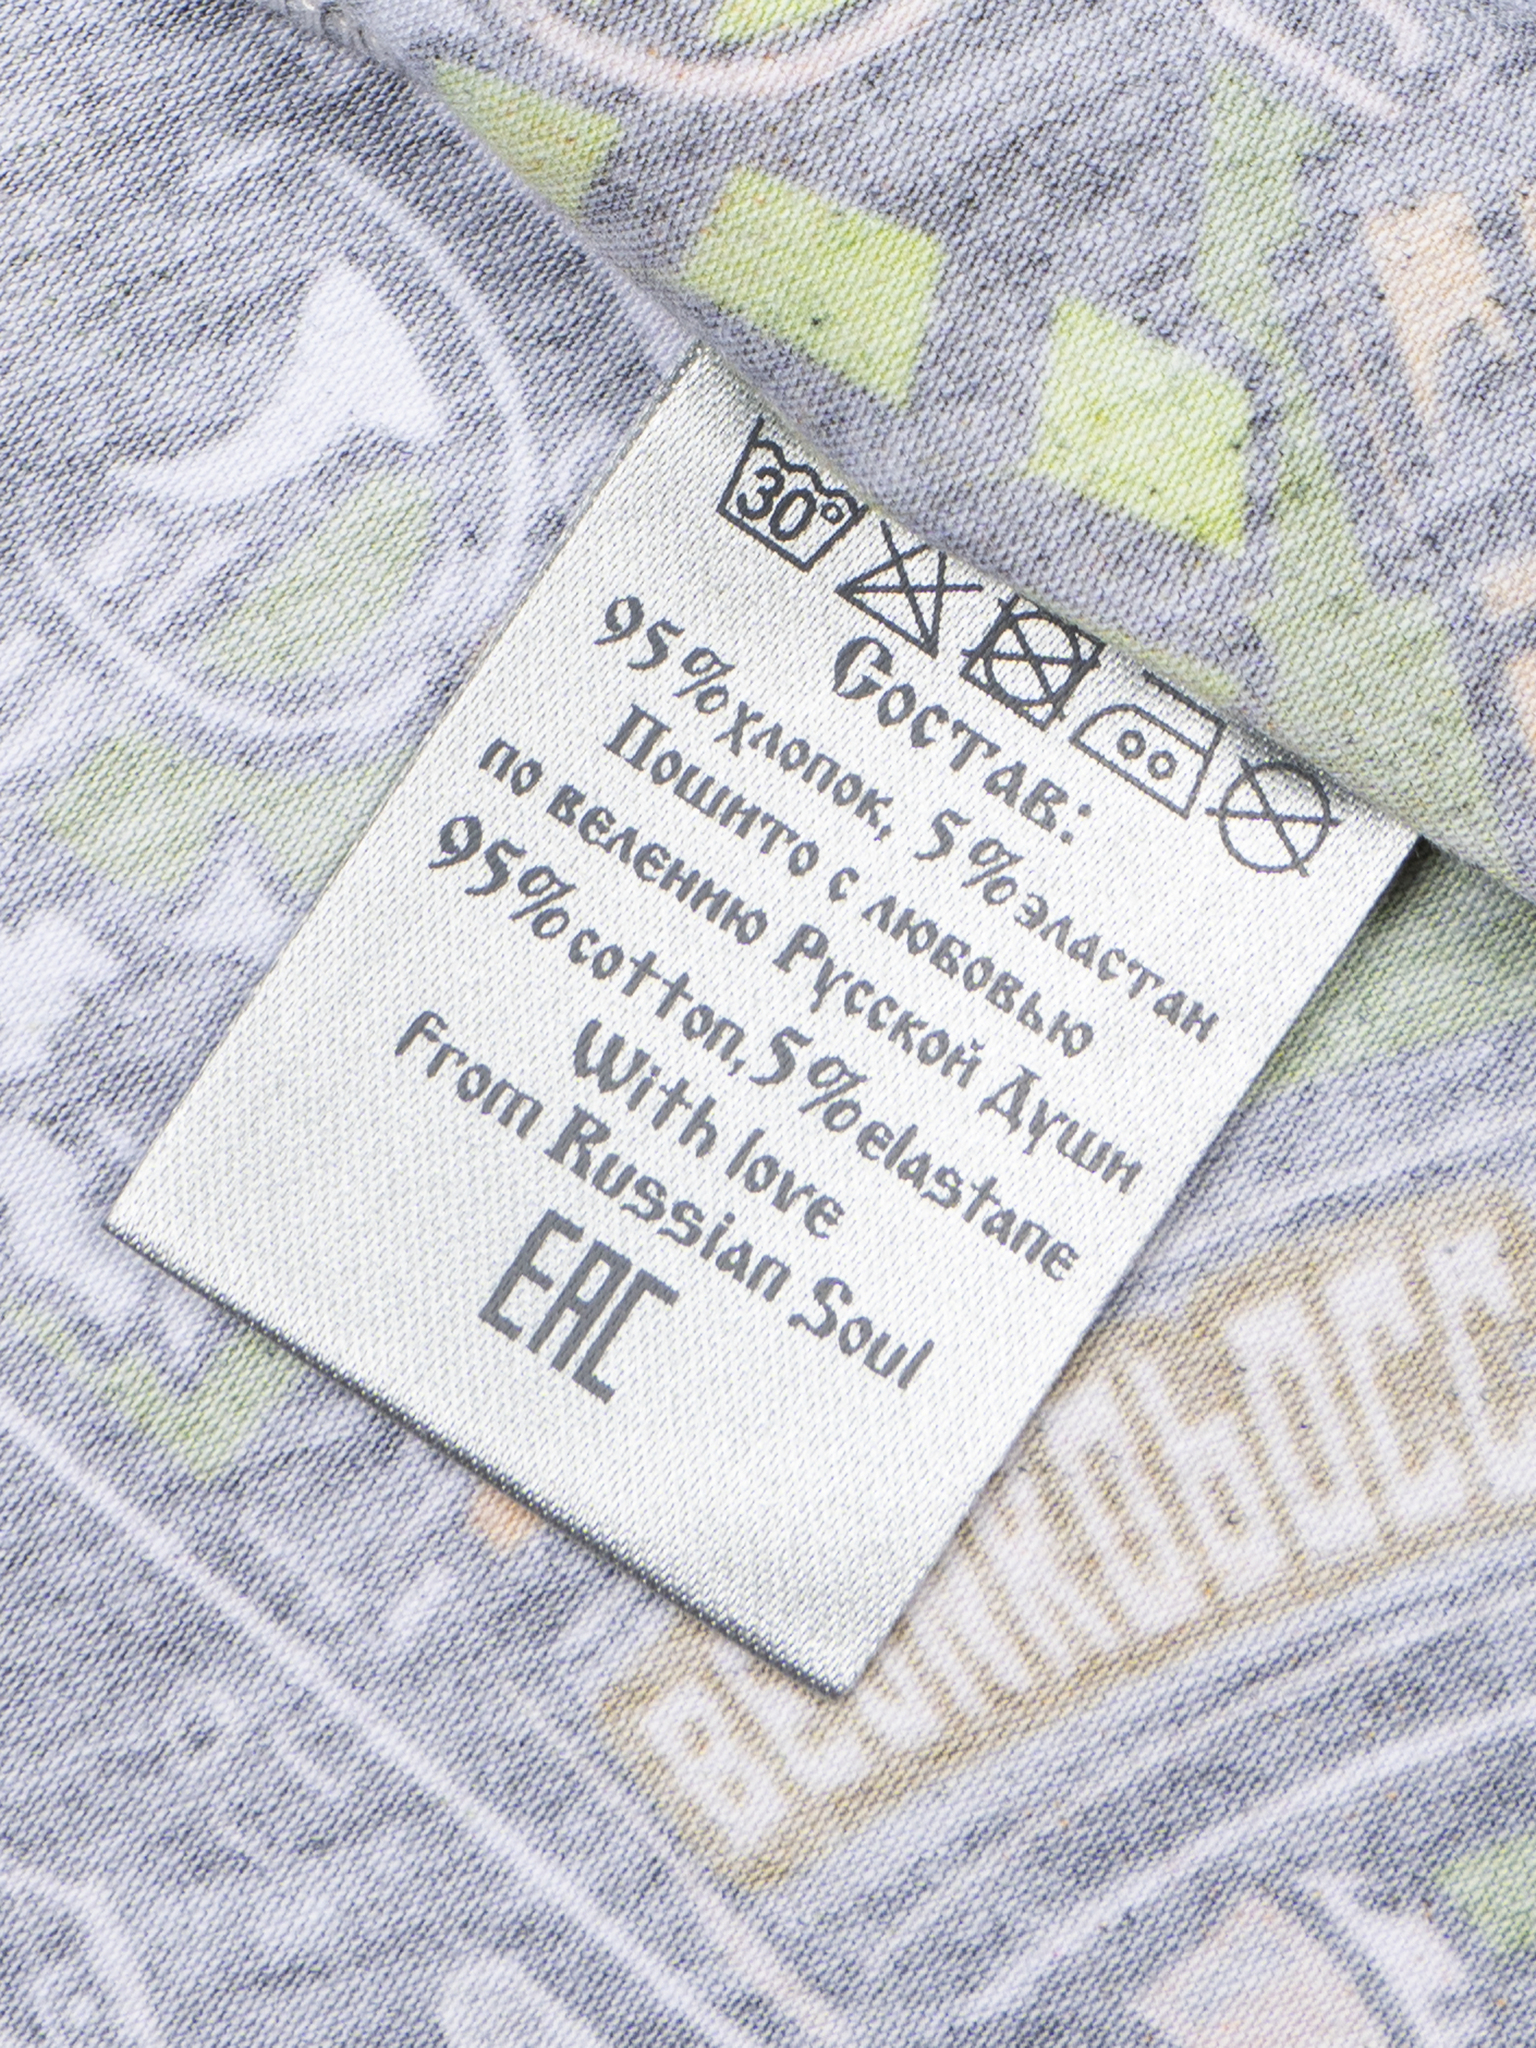 30°
Состав:
95% хлопок, 5% эластан
Пошито с любовью
по велению Русской Души
95% cotton, 5% elastane
With love
from Russian Soul
EAC